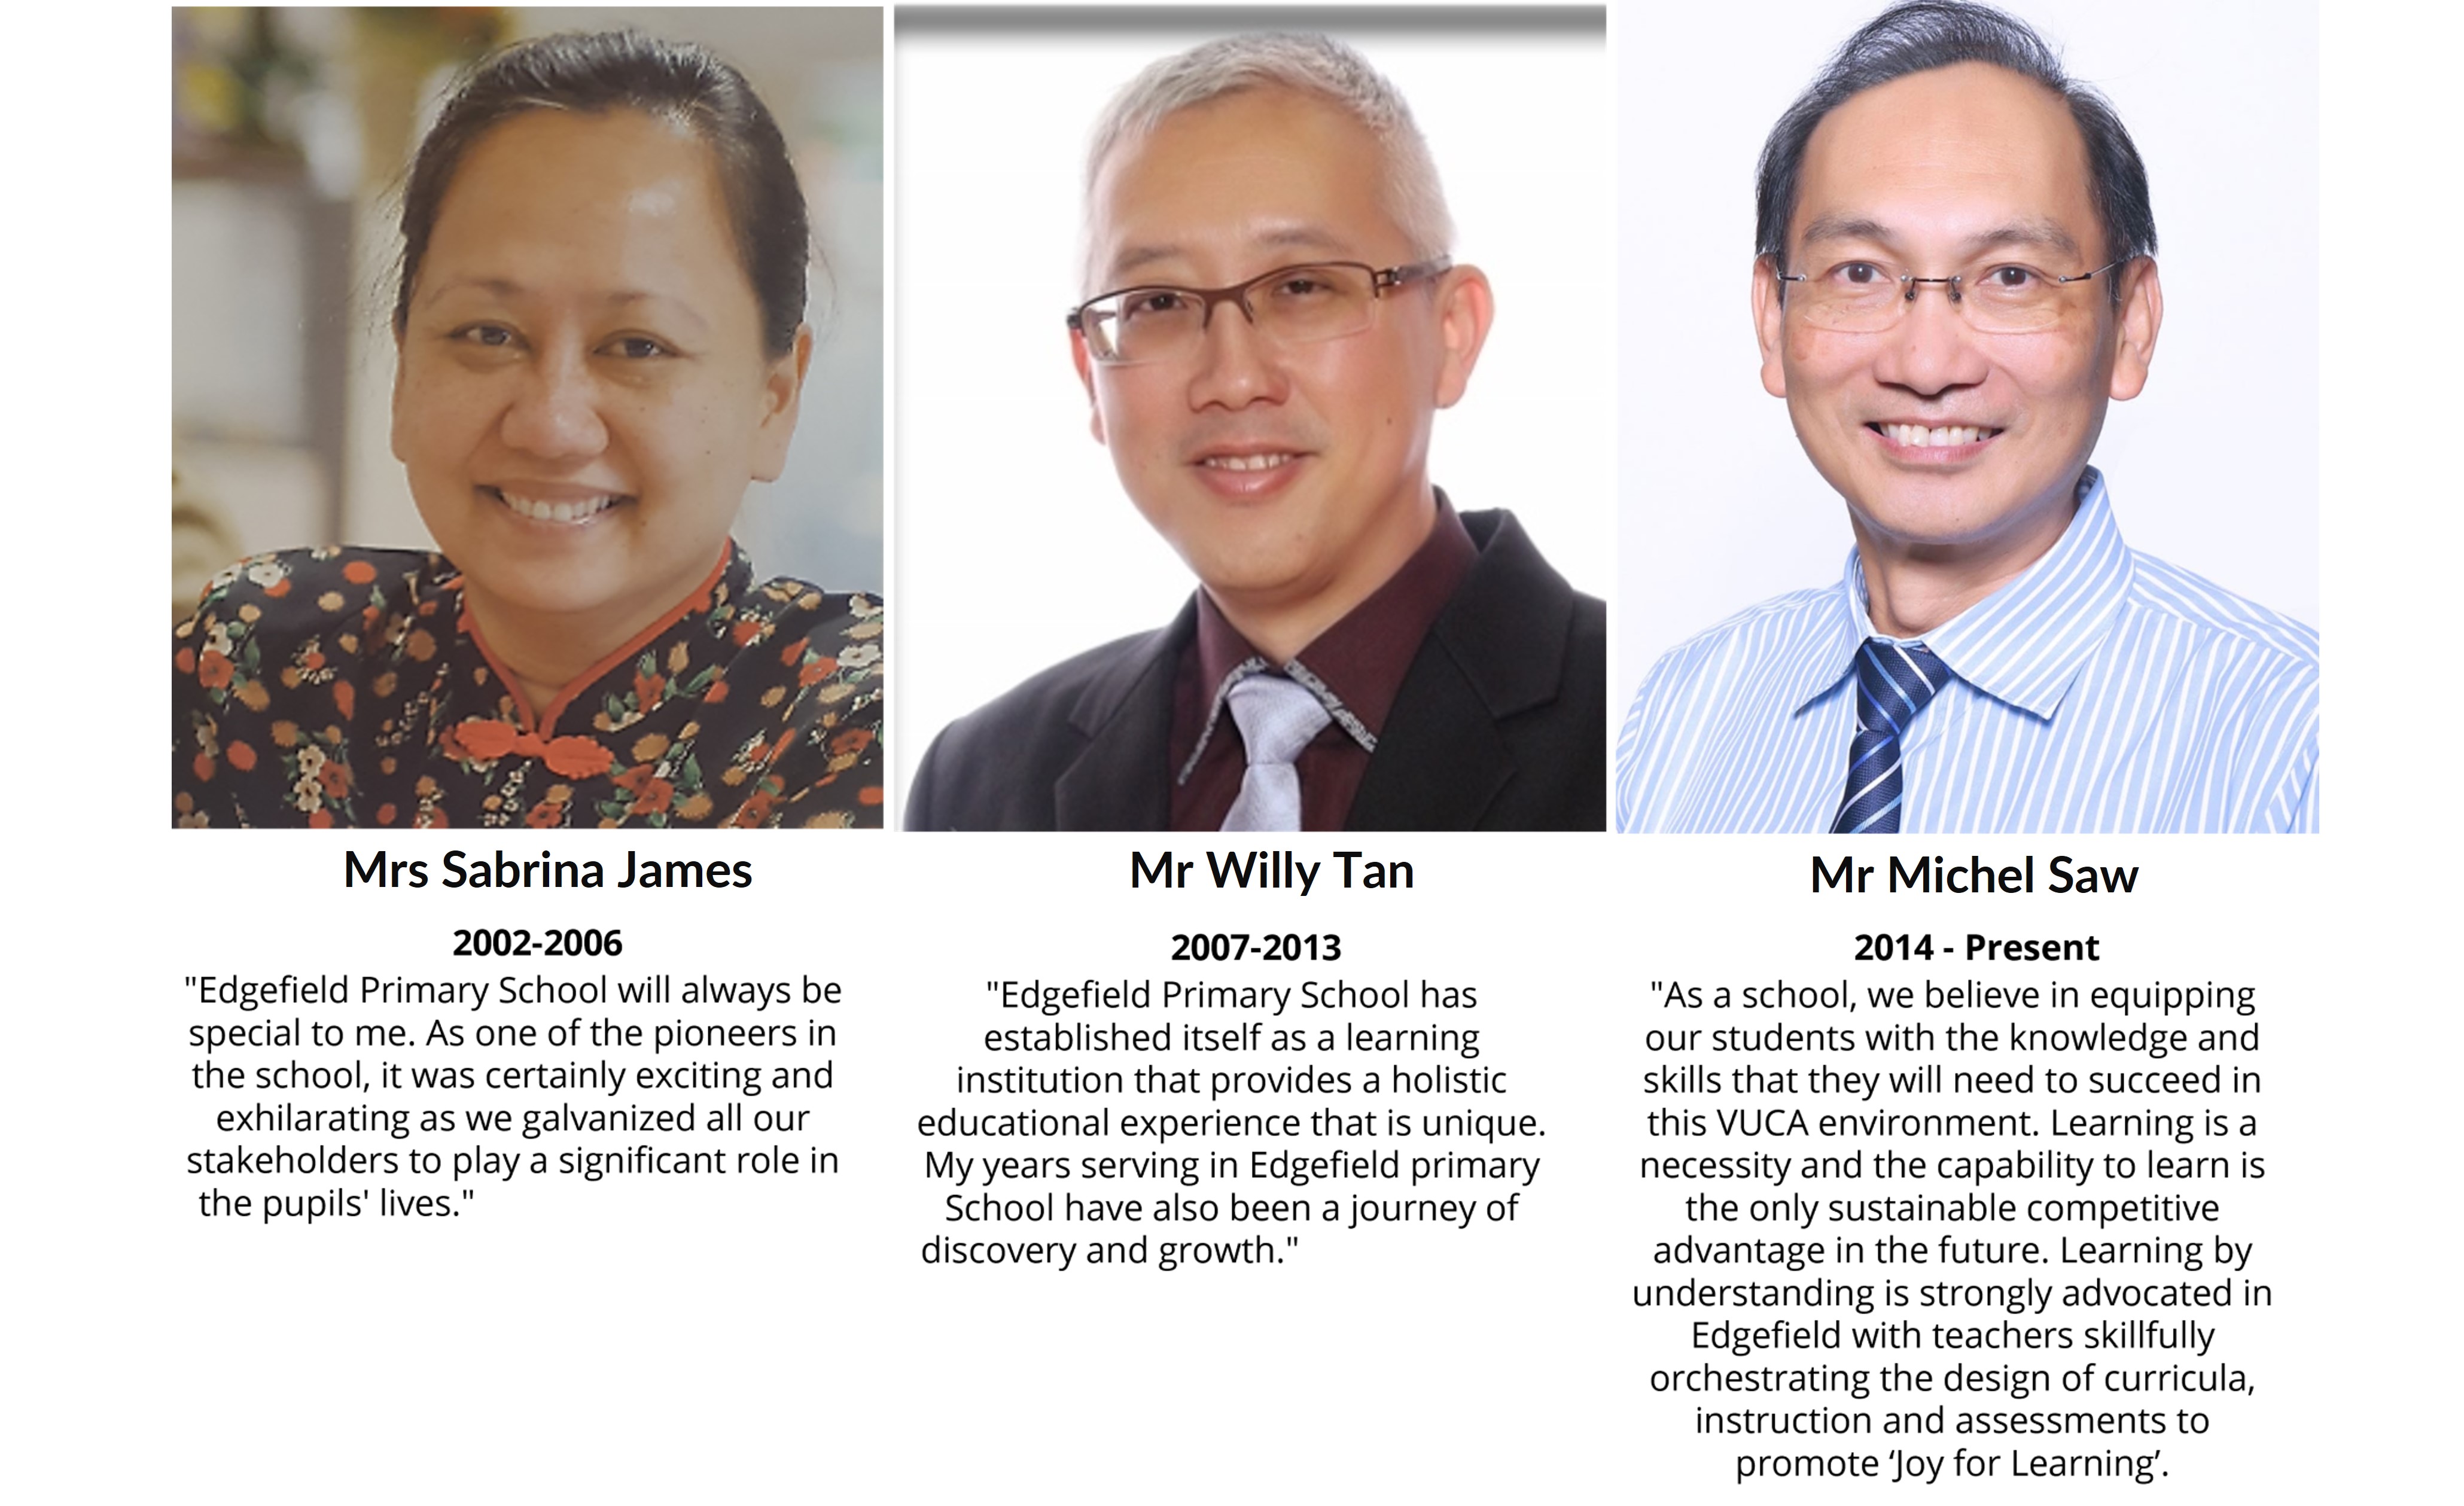 Mrs Sabrina James
2002-2006
"Edgefield Primary School will always be
special to me. As one of the pioneers in
the school, it was certainly exciting and
exhilarating as we galvanized all our
stakeholders to play a significant role in
the pupils' lives."
Mr Willy Tan
2007-2013
"Edgefield Primary School has
established itself as a learning
institution that provides a holistic
educational experience that is unique.
My years serving in Edgefield primary
School have also been a journey of
discovery and growth."
Mr Michel Saw
2014 - Present
"As a school, we believe in equipping
our students with the knowledge and
skills that they will need to succeed in
this VUCA environment. Learning is a
necessity and the capability to learn is
the only sustainable competitive
advantage in the future. Learning by
understanding is strongly advocated in
Edgefield with teachers skillfully
orchestrating the design of curricula,
instruction and assessments to
promote ‘Joy for Learning’.